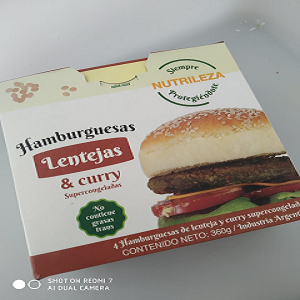 Siempre
NUTRILEZA
Protegiéndote
Hamburguesas
Lentejas
& curry
Supercongeladas
No
contiene
grasas
trans
4 Hamburguesas de lenteja y curry supercongelad
CONTENIDO NETO: 360g / Industria Argent
SHOT ON REDMI 7
AI DUAL CAMERA